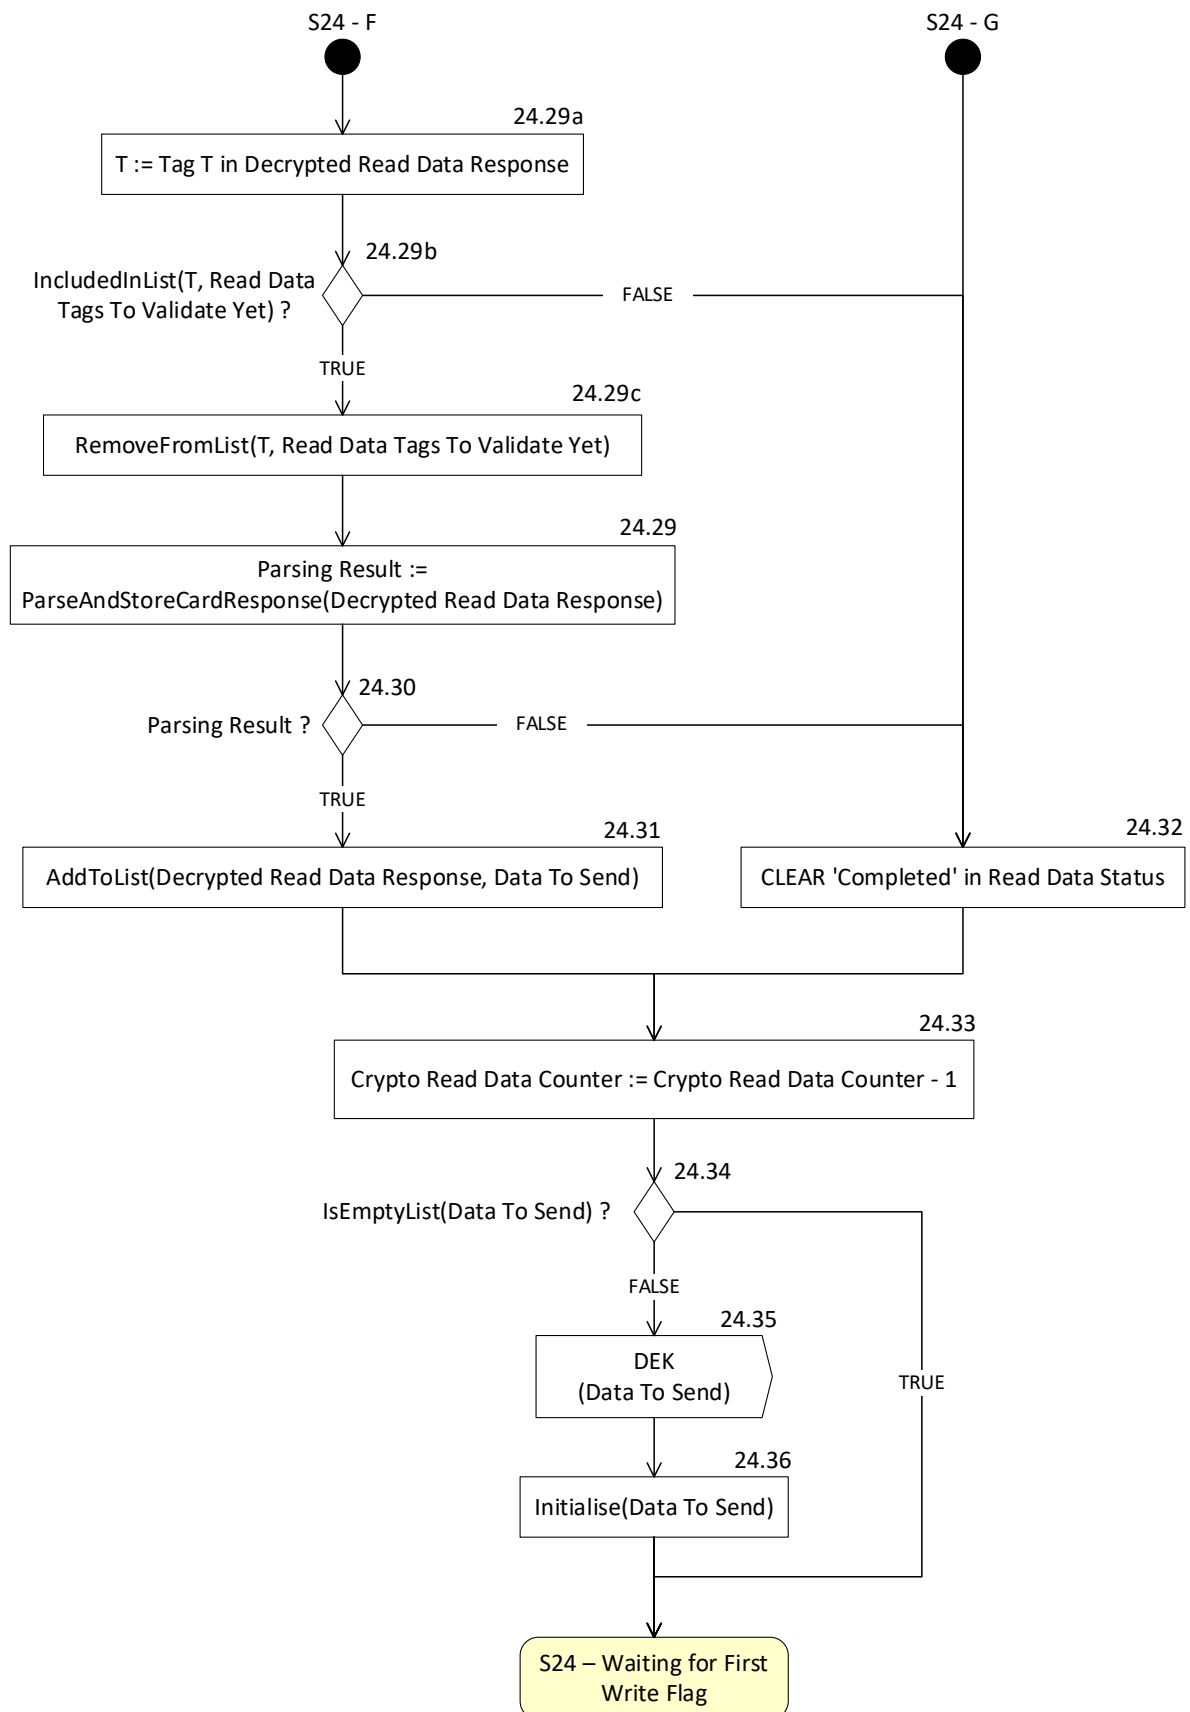 S24 - F
S24 - G
24.29a
T := Tag T in Decrypted Read Data Response
24.29b
IncludedInList(T, Read Data
Tags To Validate Yet) ?
FALSE
TRUE
24.29c
RemoveFromList(T, Read Data Tags To Validate Yet)
24.29
Parsing Result :=
ParseAndStoreCardResponse(Decrypted Read Data Response)
24.30
Parsing Result ?
FALSE
TRUE
24.31
AddToList(Decrypted Read Data Response, Data To Send)
24.32
CLEAR 'Completed' in Read Data Status
24.33
Crypto Read Data Counter := Crypto Read Data Counter - 1
24.34
IsEmptyList(Data To Send) ?
FALSE
24.35
DEK
(Data To Send)
TRUE
24.36
Initialise(Data To Send)
S24 – Waiting for First
Write Flag